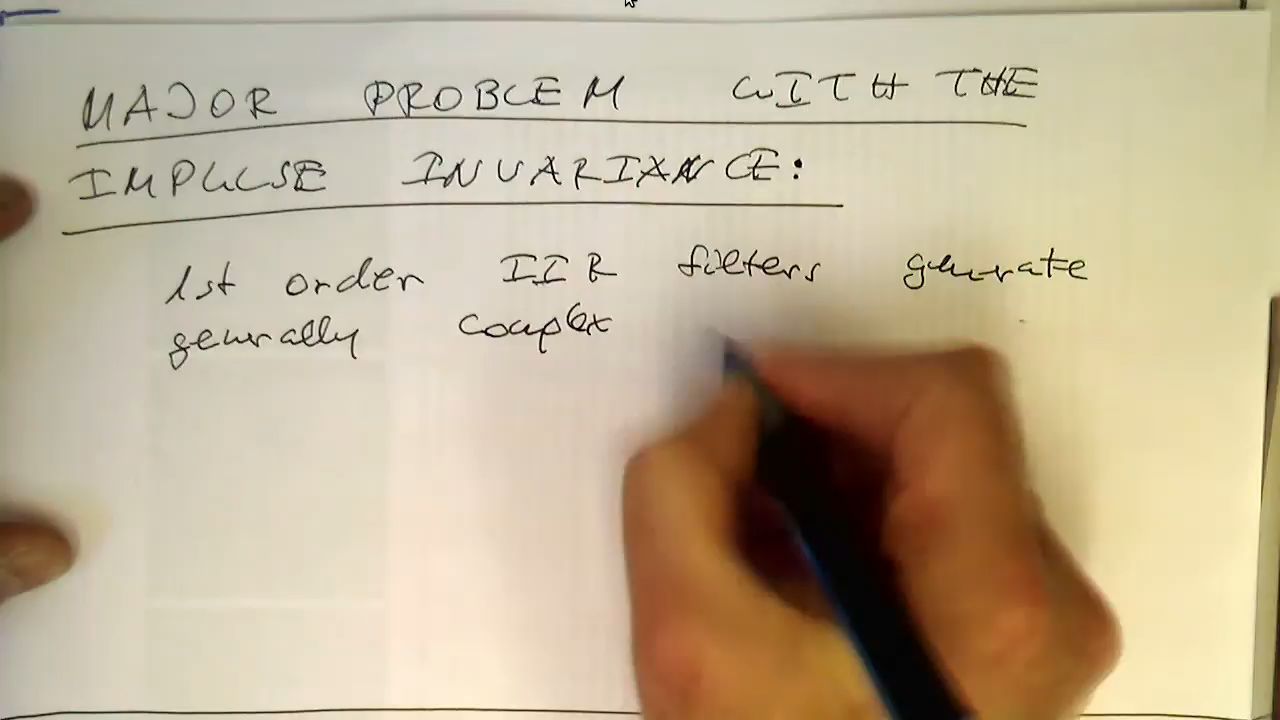 MAJOR PROBLEM WITH THE
IMPULSE INVARIANCE:
1st order IIR filters generate
generally complex